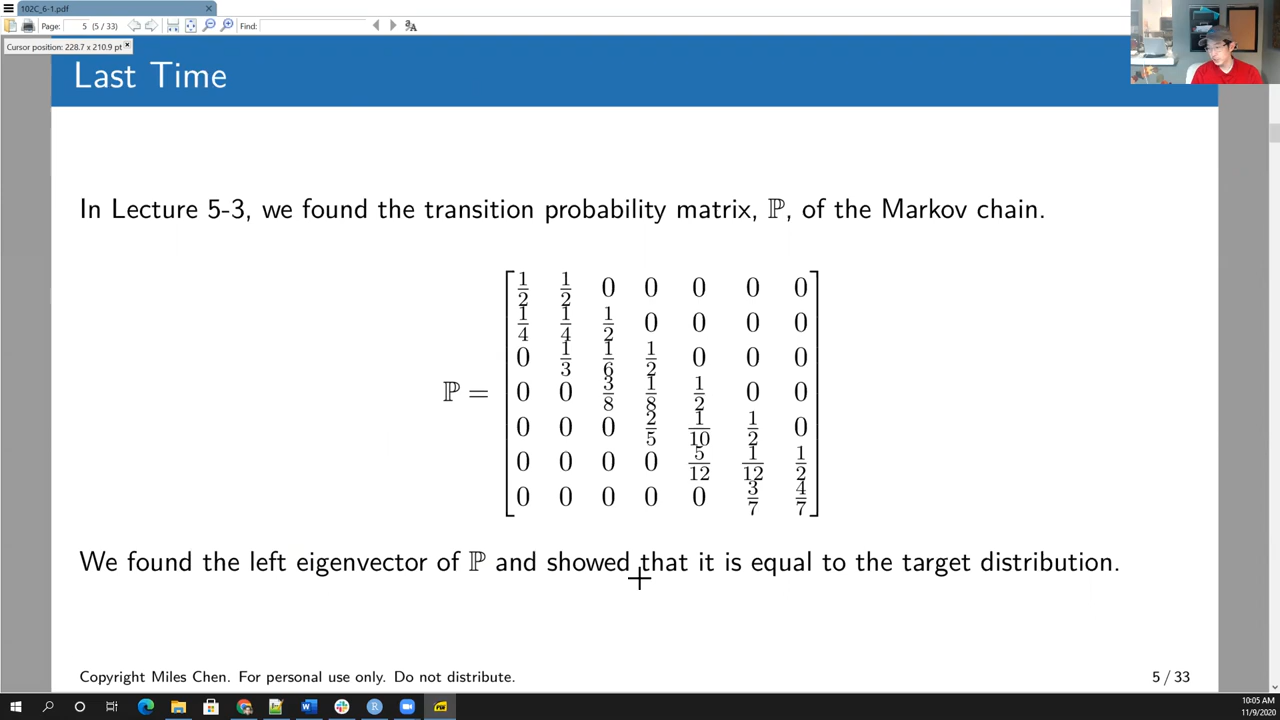 102C_6-1.pdf
Page: 5 (5 / 33) Find:
Cursor position: 228.7 x 210.9 pt
Last Time
In Lecture 5-3, we found the transition probability matrix, ℙ, of the Markov chain.
1/2 1/2 0 0 0 0 0
1/4 1/4 1/2 0 0 0 0
0 1/3 1/6 1/2 0 0 0
ℙ = 0 0 3/8 1/8 1/2 0 0
0 0 0 2/5 1/10 1/2 0
0 0 0 0 5/12 1/12 1/2
0 0 0 0 0 3/7 4/7
We found the left eigenvector of ℙ and showed that it is equal to the target distribution.
Copyright Miles Chen. For personal use only. Do not distribute. 5 / 33
10:05 AM
11/9/2020